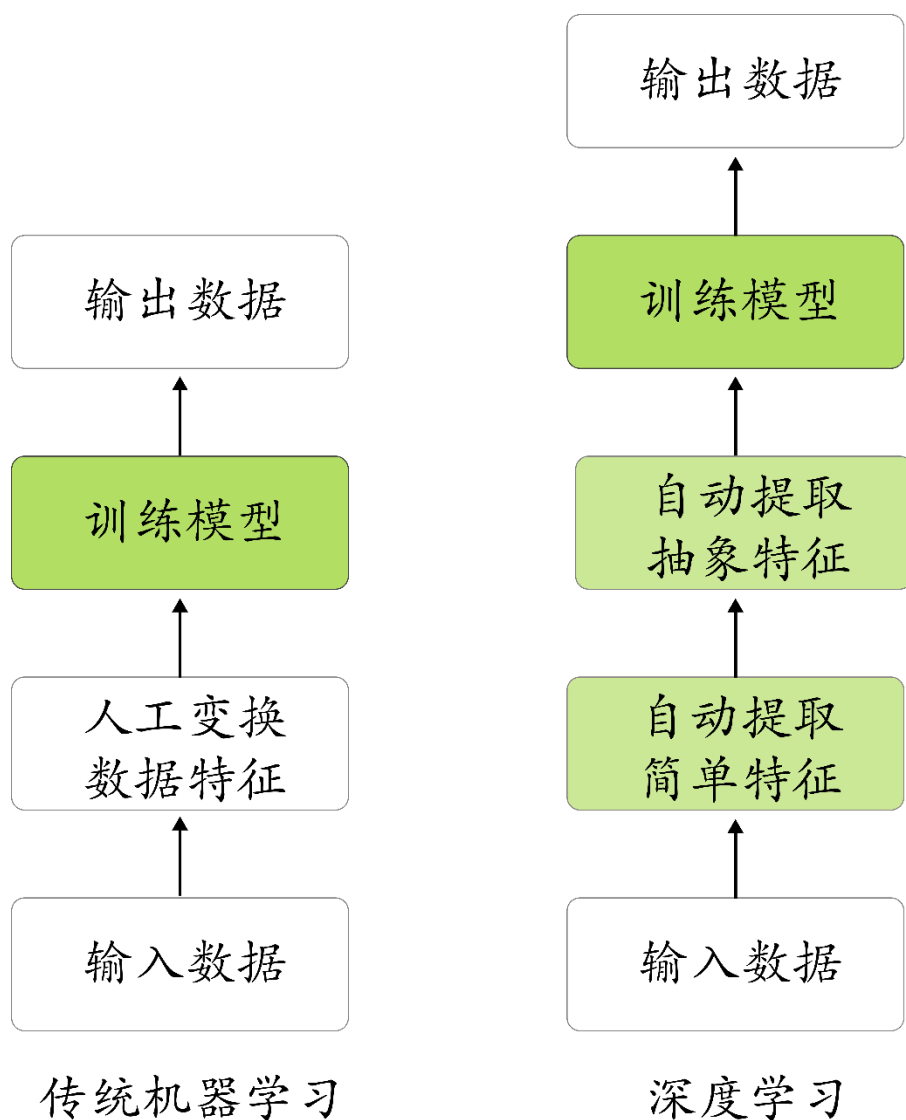 输出数据
训练模型
人工变换
数据特征
输入数据
传统机器学习
输出数据
训练模型
自动提取
抽象特征
自动提取
简单特征
输入数据
深度学习